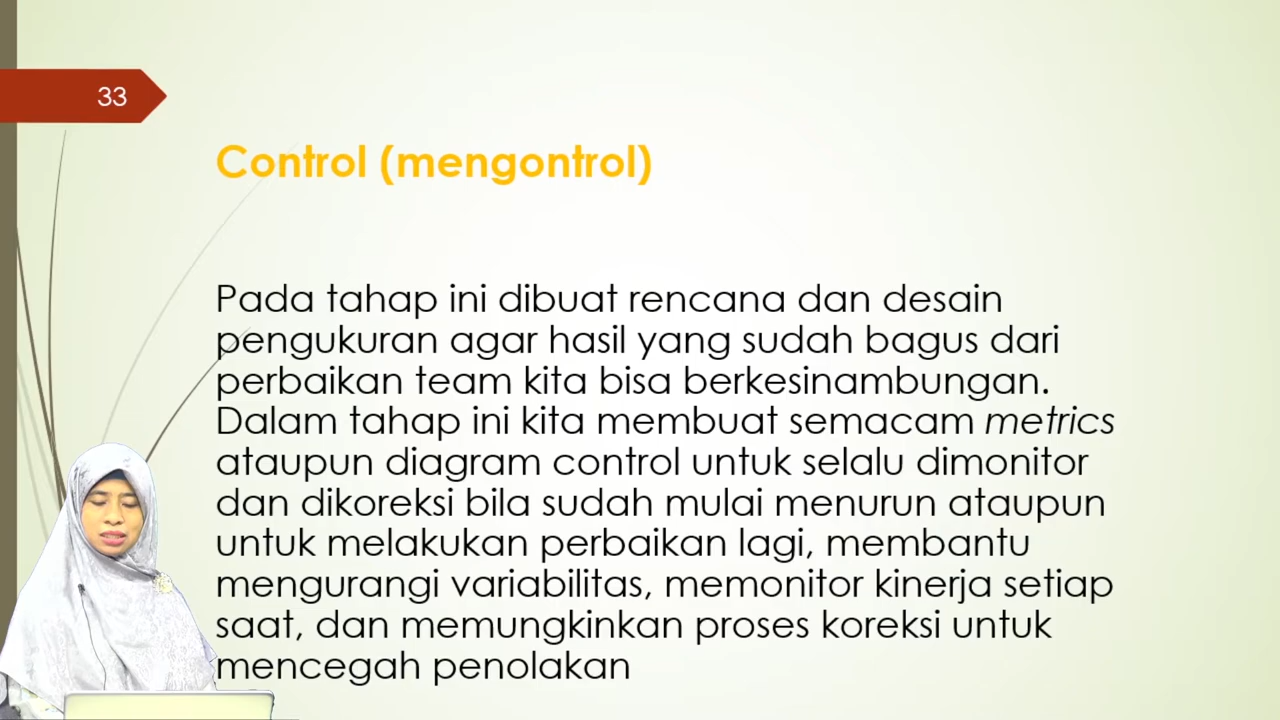 33
Control (mengontrol)
Pada tahap ini dibuat rencana dan desain
pengukuran agar hasil yang sudah bagus dari
perbaikan team kita bisa berkesinambungan.
Dalam tahap ini kita membuat semacam metrics
ataupun diagram control untuk selalu dimonitor
dan dikoreksi bila sudah mulai menurun ataupun
untuk melakukan perbaikan lagi, membantu
mengurangi variabilitas, memonitor kinerja setiap
saat, dan memungkinkan proses koreksi untuk
mencegah penolakan